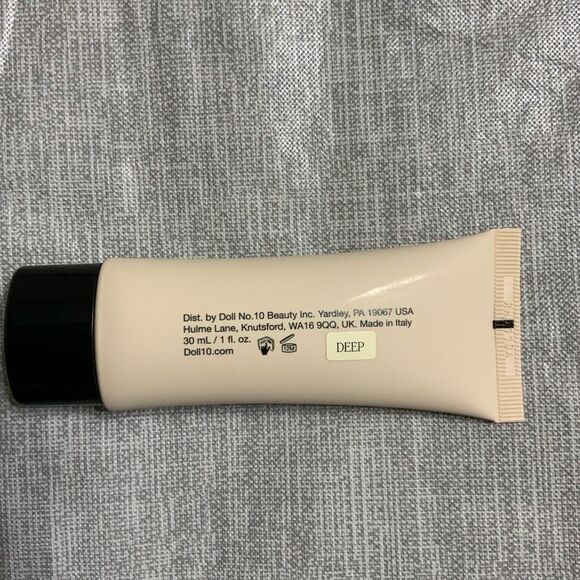 Dist. by Doll No.10 Beauty Inc. Yardley, PA 19067 USA
Hulme Lane, Knutsford, WA16 9QQ, UK. Made in Italy
30 mL / 1 fl. oz.
Doll10.com
12M
DEEP